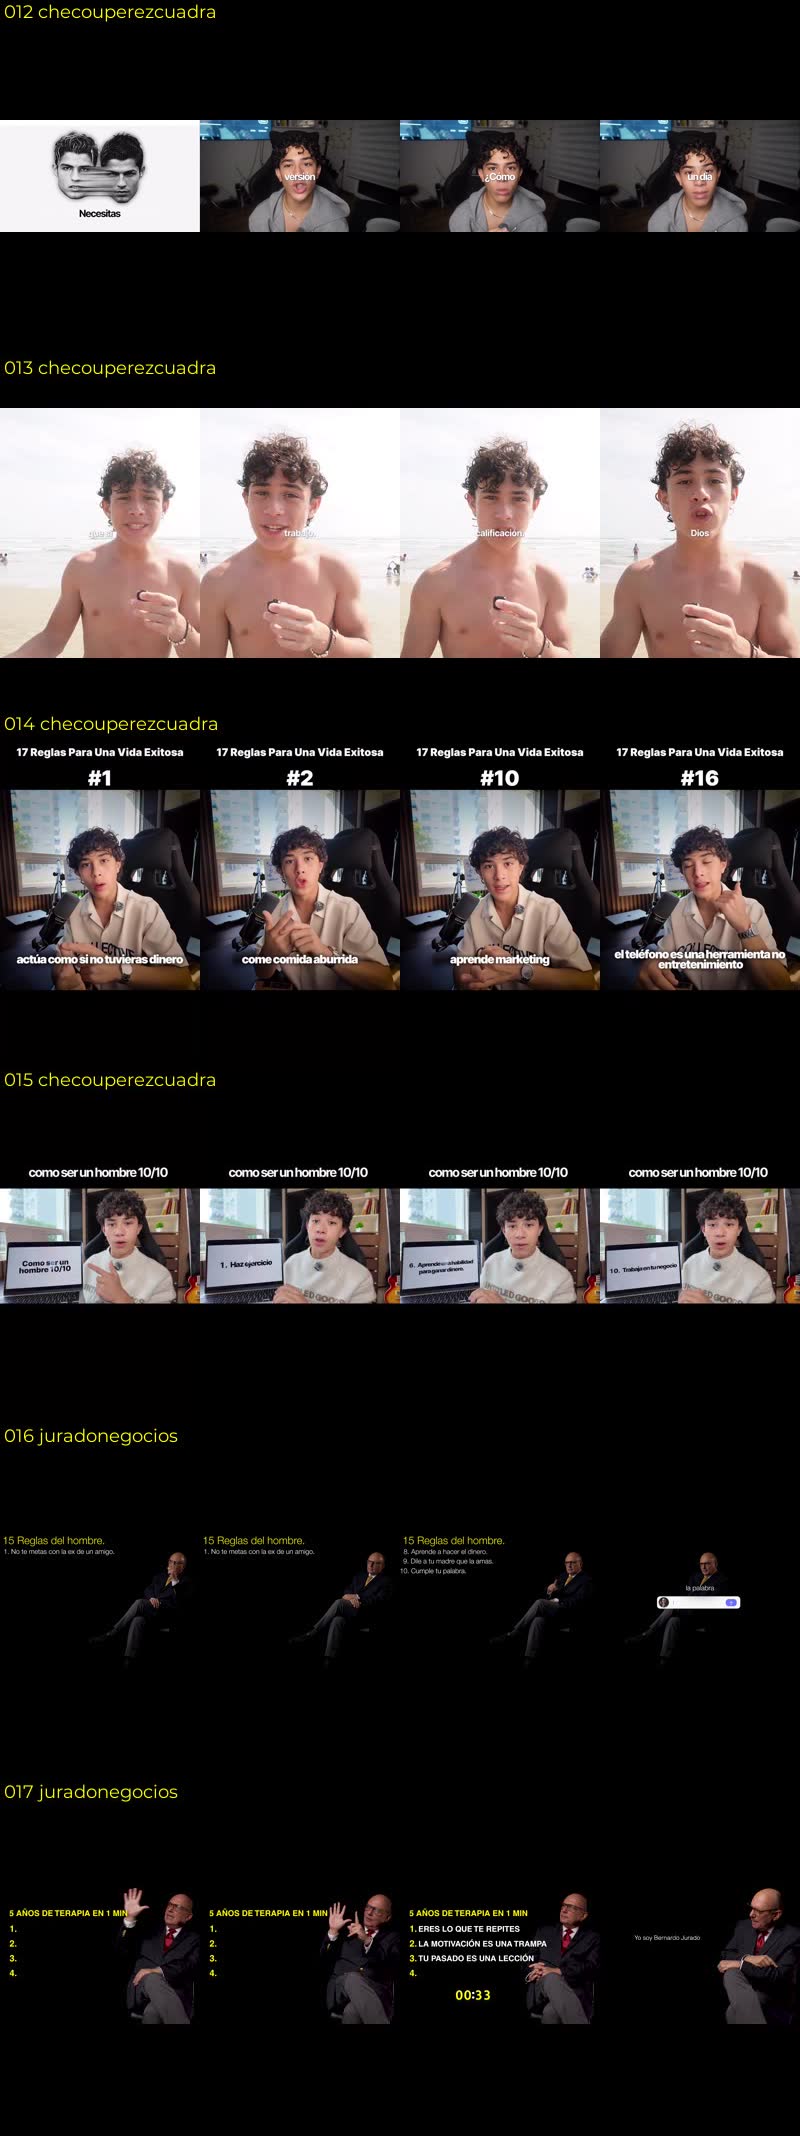 012 checouperezcuadra
Necesitas
versión
¿Cómo
un día
013 checouperezcuadra
que si
trabajo.
calificación.
Dios
014 checouperezcuadra
17 Reglas Para Una Vida Exitosa
17 Reglas Para Una Vida Exitosa
17 Reglas Para Una Vida Exitosa
17 Reglas Para Una Vida Exitosa
#1
#2
#10
#16
actúa como si no tuvieras dinero
come comida aburrida
aprende marketing
el teléfono es una herramienta no
entretenimiento
015 checouperezcuadra
como ser un hombre 10/10
como ser un hombre 10/10
como ser un hombre 10/10
como ser un hombre 10/10
Como ser un
hombre 10/10
1. Haz ejercicio
6. Aprende una habilidad
para ganar dinero.
10. Trabaja en tu negocio
016 juradonegocios
15 Reglas del hombre.
1. No te metas con la ex de un amigo.
15 Reglas del hombre.
1. No te metas con la ex de un amigo.
15 Reglas del hombre.
8. Aprende a hacer el dinero.
9. Dile a tu madre que la amas.
10. Cumple tu palabra.
la palabra
017 juradonegocios
5 AÑOS DE TERAPIA EN 1 MIN
1.
2.
3.
4.
5 AÑOS DE TERAPIA EN 1 MIN
1.
2.
3.
4.
5 AÑOS DE TERAPIA EN 1 MIN
1. ERES LO QUE TE REPITES
2. LA MOTIVACIÓN ES UNA TRAMPA
3. TU PASADO ES UNA LECCIÓN
4.
00:33
Yo soy Bernardo Jurado